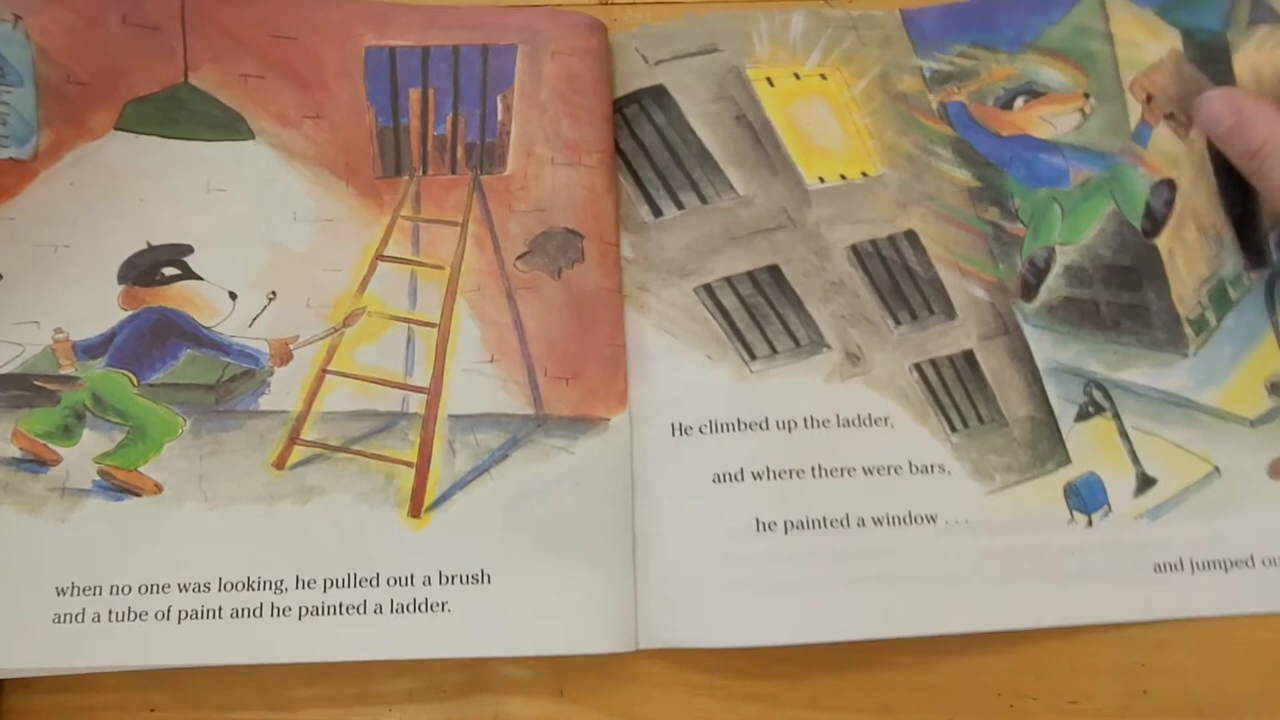 when no one was looking, he pulled out a brush
and a tube of paint and he painted a ladder.
He climbed up the ladder,
and where there were bars,
he painted a window . . .
and jumped